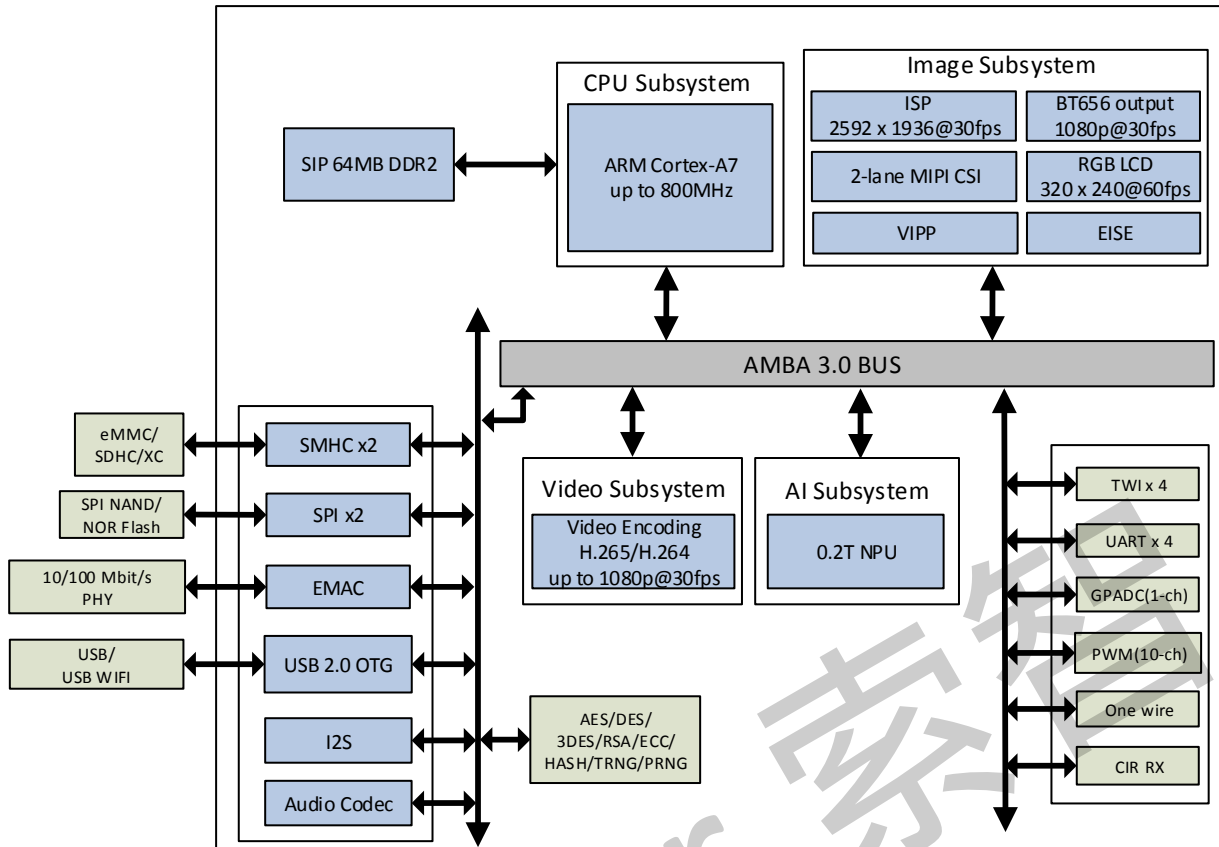 CPU Subsystem
ARM Cortex-A7
up to 800MHz
SIP 64MB DDR2
Image Subsystem
ISP
2592 x 1936@30fps
BT656 output
1080p@30fps
2-lane MIPI CSI
RGB LCD
320 x 240@60fps
VIPP
EISE
AMBA 3.0 BUS
eMMC/
SDHC/XC
SMHC x2
SPI NAND/
NOR Flash
SPI x2
10/100 Mbit/s
PHY
EMAC
USB/
USB WIFI
USB 2.0 OTG
I2S
Audio Codec
Video Subsystem
Video Encoding
H.265/H.264
up to 1080p@30fps
AI Subsystem
0.2T NPU
AES/DES/
3DES/RSA/ECC/
HASH/TRNG/PRNG
TWI x 4
UART x 4
GPADC(1-ch)
PWM(10-ch)
One wire
CIR RX
索智